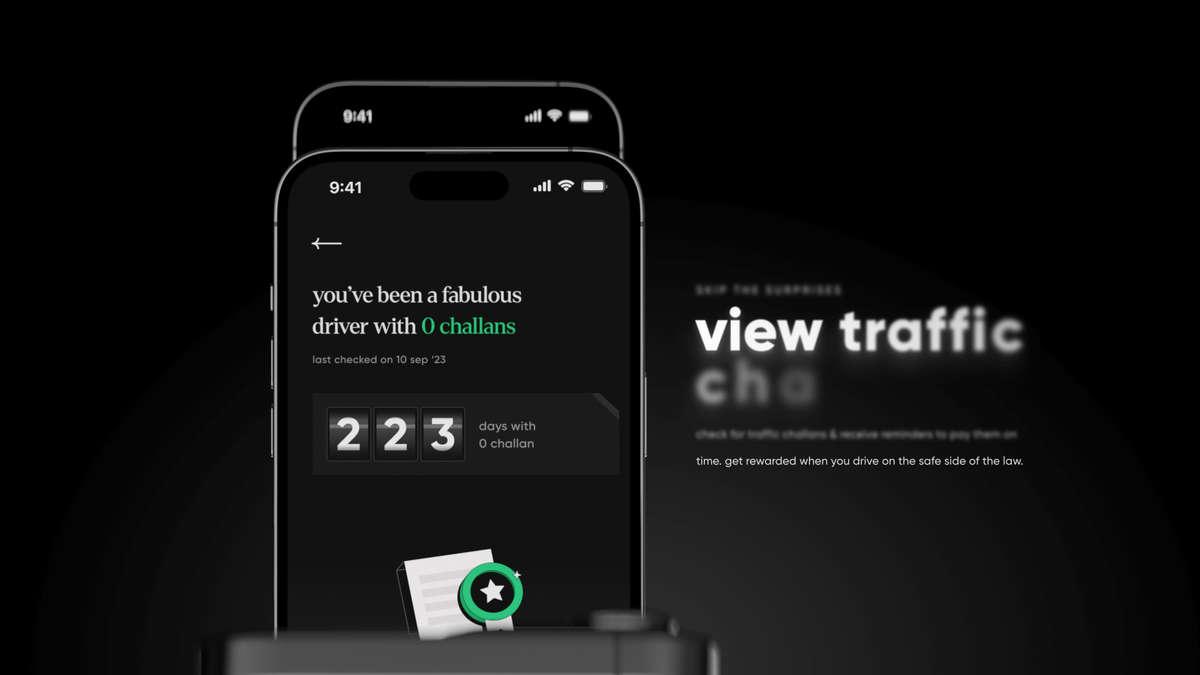 9:41
9:41
you've been a fabulous
driver with 0 challans
last checked on 10 sep '23
2 2 3
days with
0 challan
SKIP THE SURPRISES
view traffic
cha
check for traffic challans & receive reminders to pay them on
time. get rewarded when you drive on the safe side of the law.